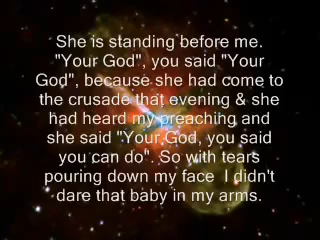 She is standing before me.
"Your God", you said "Your
God", because she had come to
the crusade that evening & she
had heard my preaching and
she said "Your God, you said
you can do". So with tears
pouring down my face  I didn't
dare that baby in my arms.